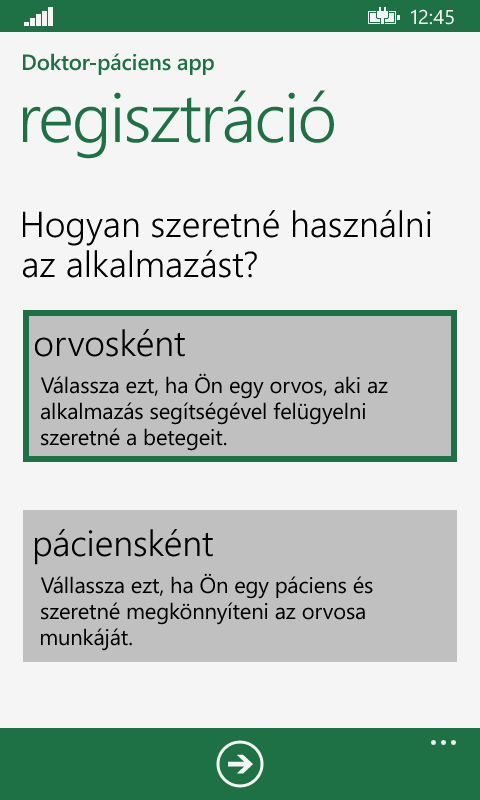 12:45
Doktor-páciens app
regisztráció
Hogyan szeretné használni
az alkalmazást?
orvosként
Válassza ezt, ha Ön egy orvos, aki az
alkalmazás segítségével felügyelni
szeretné a betegeit.
páciensként
Vállassza ezt, ha Ön egy páciens és
szeretné megkönnyíteni az orvosa
munkáját.